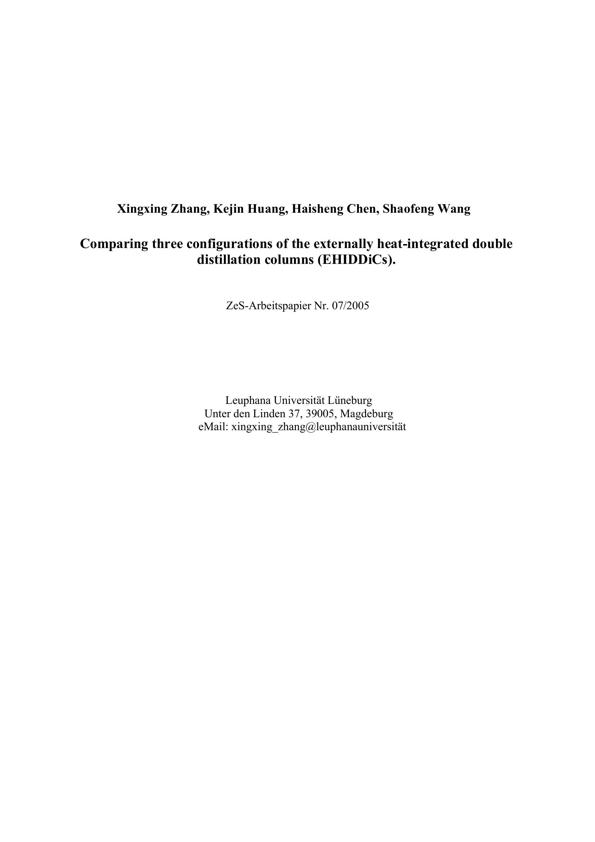 Xingxing Zhang, Kejin Huang, Haisheng Chen, Shaofeng Wang
Comparing three configurations of the externally heat-integrated double
distillation columns (EHIDDiCs).
ZeS-Arbeitspapier Nr. 07/2005
Leuphana Universität Lüneburg
Unter den Linden 37, 39005, Magdeburg
eMail: xingxing_zhang@leuphanauniversität